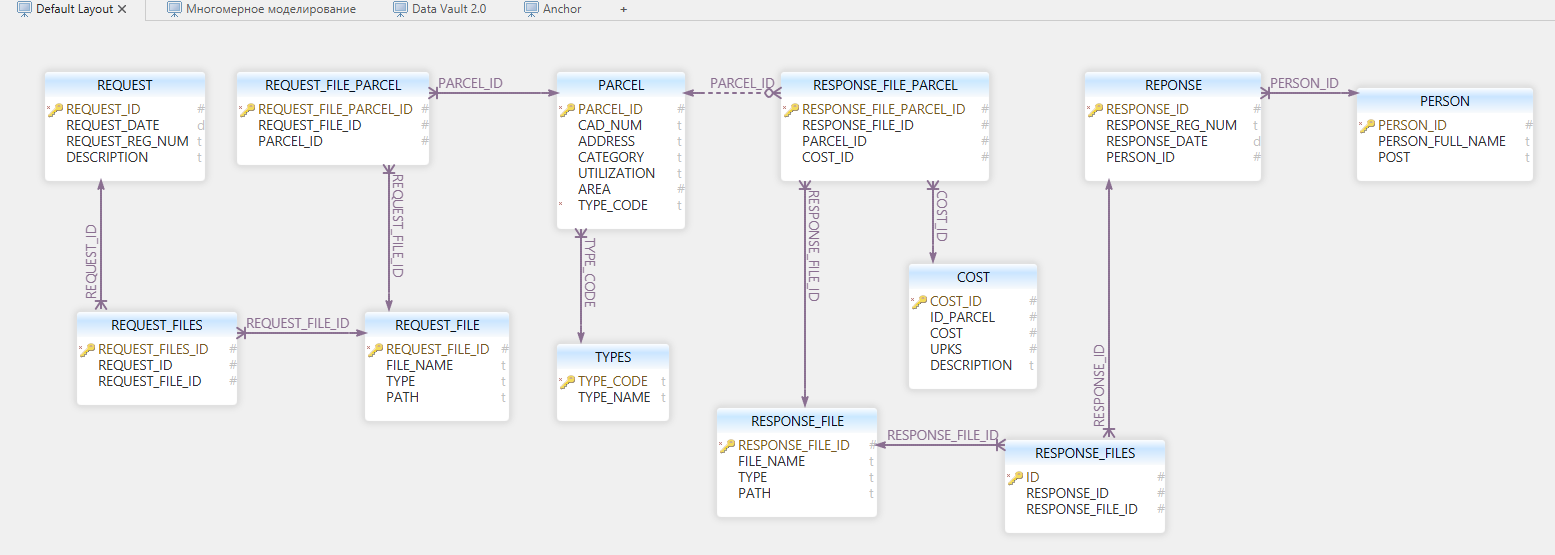 Default Layout
Многомерное моделирование
Data Vault 2.0
Anchor
+
REQUEST
REQUEST_ID #
REQUEST_DATE d
REQUEST_REG_NUM t
DESCRIPTION t
REQUEST_FILE_PARCEL
REQUEST_FILE_PARCEL_ID #
REQUEST_FILE_ID #
PARCEL_ID #
PARCEL_ID
PARCEL
PARCEL_ID #
CAD_NUM t
ADDRESS t
CATEGORY t
UTILIZATION t
AREA #
TYPE_CODE t
PARCEL_ID
RESPONSE_FILE_PARCEL
RESPONSE_FILE_PARCEL_ID #
RESPONSE_FILE_ID #
PARCEL_ID #
COST_ID #
REPONSE
RESPONSE_ID #
RESPONSE_REG_NUM t
RESPONSE_DATE d
PERSON_ID #
PERSON_ID
PERSON
PERSON_ID #
PERSON_FULL_NAME t
POST t
REQUEST_ID
REQUEST_FILE_ID
TYPE_CODE
RESPONSE_FILE_ID
COST_ID
RESPONSE_ID
COST
COST_ID #
ID_PARCEL #
COST #
UPKS #
DESCRIPTION t
REQUEST_FILES
REQUEST_FILES_ID #
REQUEST_ID #
REQUEST_FILE_ID #
REQUEST_FILE_ID
REQUEST_FILE
REQUEST_FILE_ID #
FILE_NAME t
TYPE t
PATH t
TYPES
TYPE_CODE t
TYPE_NAME t
RESPONSE_FILE
RESPONSE_FILE_ID #
FILE_NAME t
TYPE t
PATH t
RESPONSE_FILE_ID
RESPONSE_FILES
ID #
RESPONSE_ID #
RESPONSE_FILE_ID #